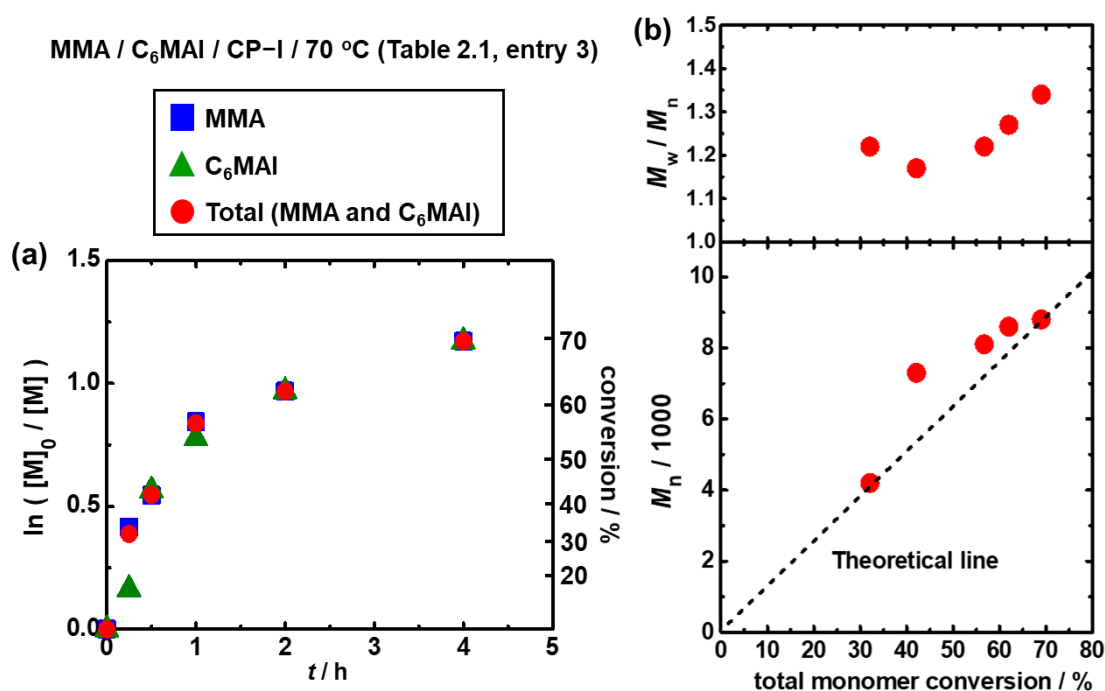 MMA / C₆MAI / CP−I / 70 °C (Table 2.1, entry 3)
MMA
C₆MAI
Total (MMA and C₆MAI)
(a)
ln ( [M]₀ / [M] )
1.5
1.0
0.5
0.0
0 1 2 3 4 5
t / h
70
60
50
40
30
20
conversion / %
(b)
Mw / Mn
1.4
1.3
1.2
1.1
1.0
Mn / 1000
10
8
6
4
2
0
Theoretical line
0 10 20 30 40 50 60 70 80
total monomer conversion / %